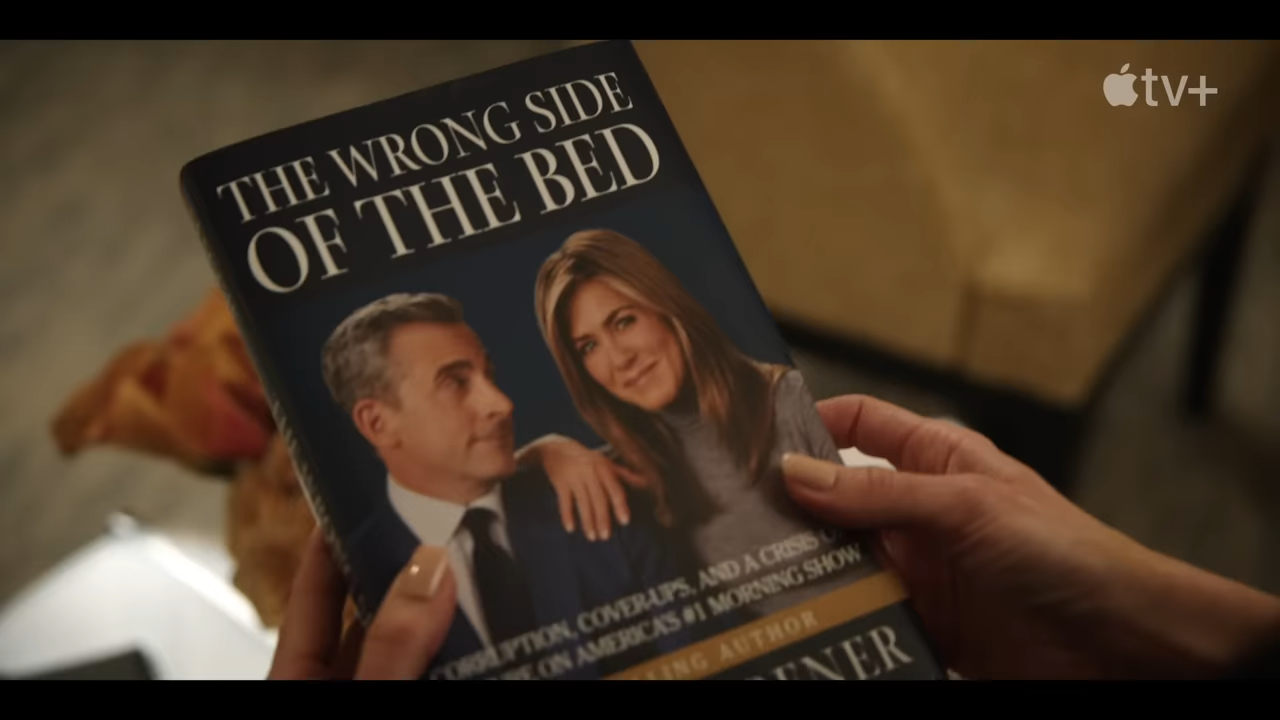 tv+
THE WRONG SIDE
OF THE BED
CORRUPTION, COVER-UPS, AND A CRISIS
ON AMERICA'S #1 MORNING SHOW
AUTHOR